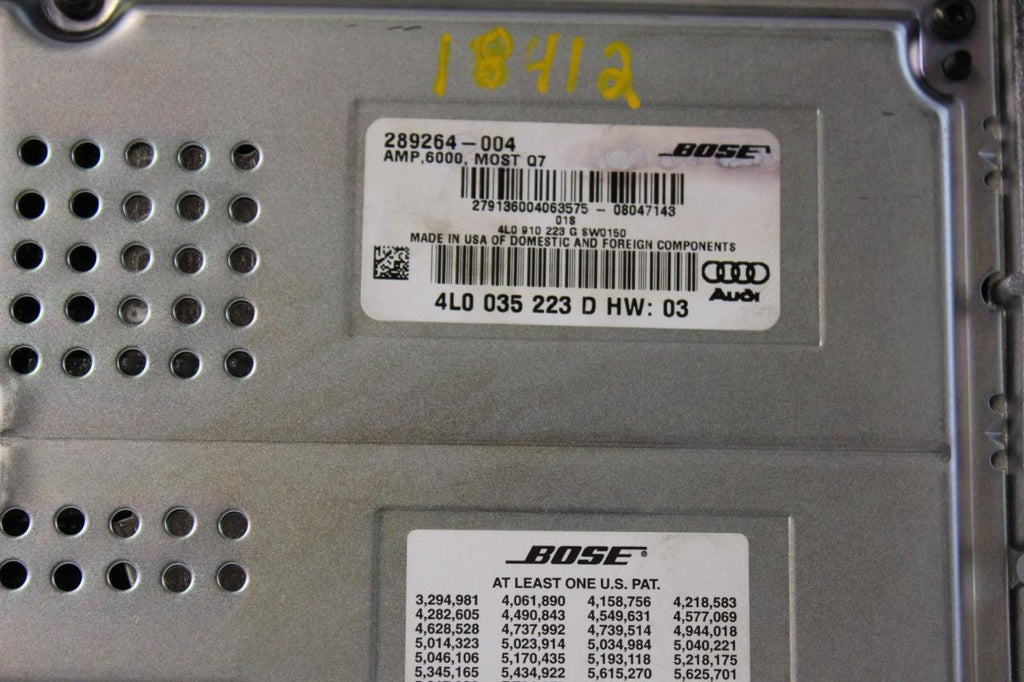 18412
289264-004
BOSE
AMP,6000, MOST Q7
279136004063575 - 08047143
018
4L0 910 223 G SW0150
MADE IN USA OF DOMESTIC AND FOREIGN COMPONENTS
Audi
4L0 035 223 D HW: 03
BOSE®
AT LEAST ONE U.S. PAT.
3,294,981 4,061,890 4,158,756 4,218,583
4,282,605 4,490,843 4,549,631 4,577,069
4,628,528 4,737,992 4,739,514 4,944,018
5,014,323 5,023,914 5,034,984 5,040,221
5,046,106 5,170,435 5,193,118 5,218,175
5,345,165 5,434,922 5,615,270 5,625,701